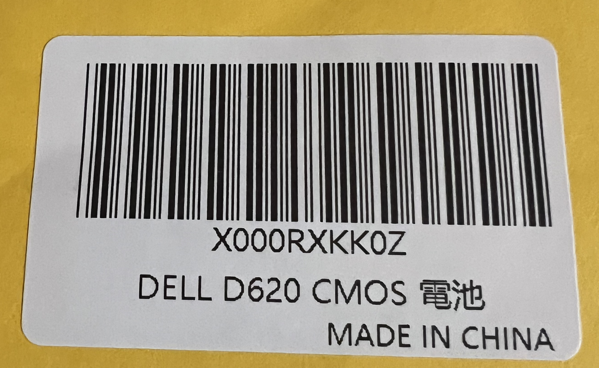 X000RXKK0Z
DELL D620 CMOS 電池
MADE IN CHINA